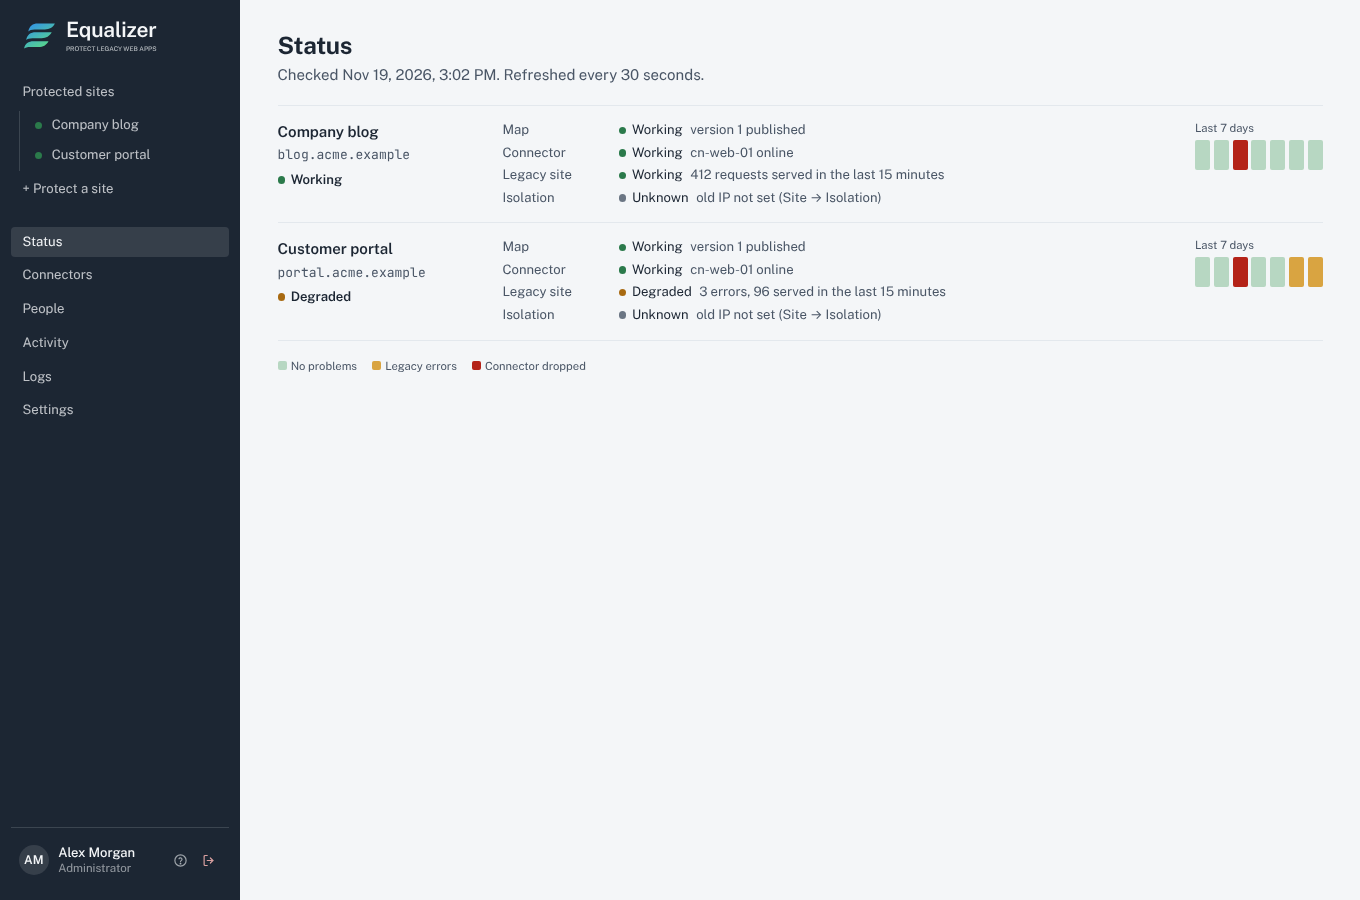 Equalizer
PROTECT LEGACY WEB APPS
Protected sites
Company blog
Customer portal
+ Protect a site
Status
Connectors
People
Activity
Logs
Settings
AM
Alex Morgan
Administrator
Status
Checked Nov 19, 2026, 3:02 PM. Refreshed every 30 seconds.
Company blog
blog.acme.example
Working
Map Working version 1 published
Connector Working cn-web-01 online
Legacy site Working 412 requests served in the last 15 minutes
Isolation Unknown old IP not set (Site → Isolation)
Last 7 days
Customer portal
portal.acme.example
Degraded
Map Working version 1 published
Connector Working cn-web-01 online
Legacy site Degraded 3 errors, 96 served in the last 15 minutes
Isolation Unknown old IP not set (Site → Isolation)
Last 7 days
No problems Legacy errors Connector dropped